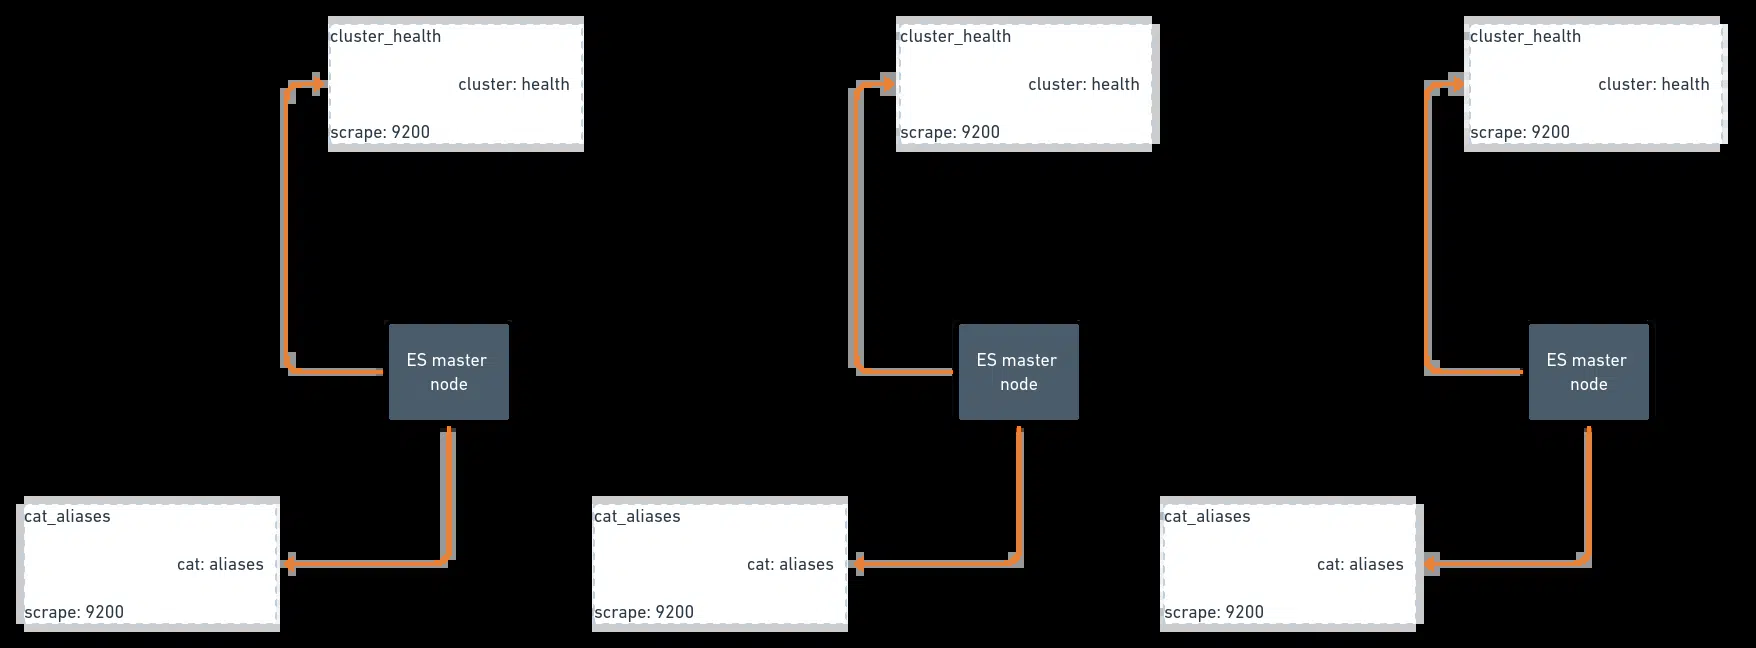 cluster_health
cluster: health
scrape: 9200
cluster_health
cluster: health
scrape: 9200
cluster_health
cluster: health
scrape: 9200
ES master
node
ES master
node
ES master
node
cat_aliases
cat: aliases
scrape: 9200
cat_aliases
cat: aliases
scrape: 9200
cat_aliases
cat: aliases
scrape: 9200